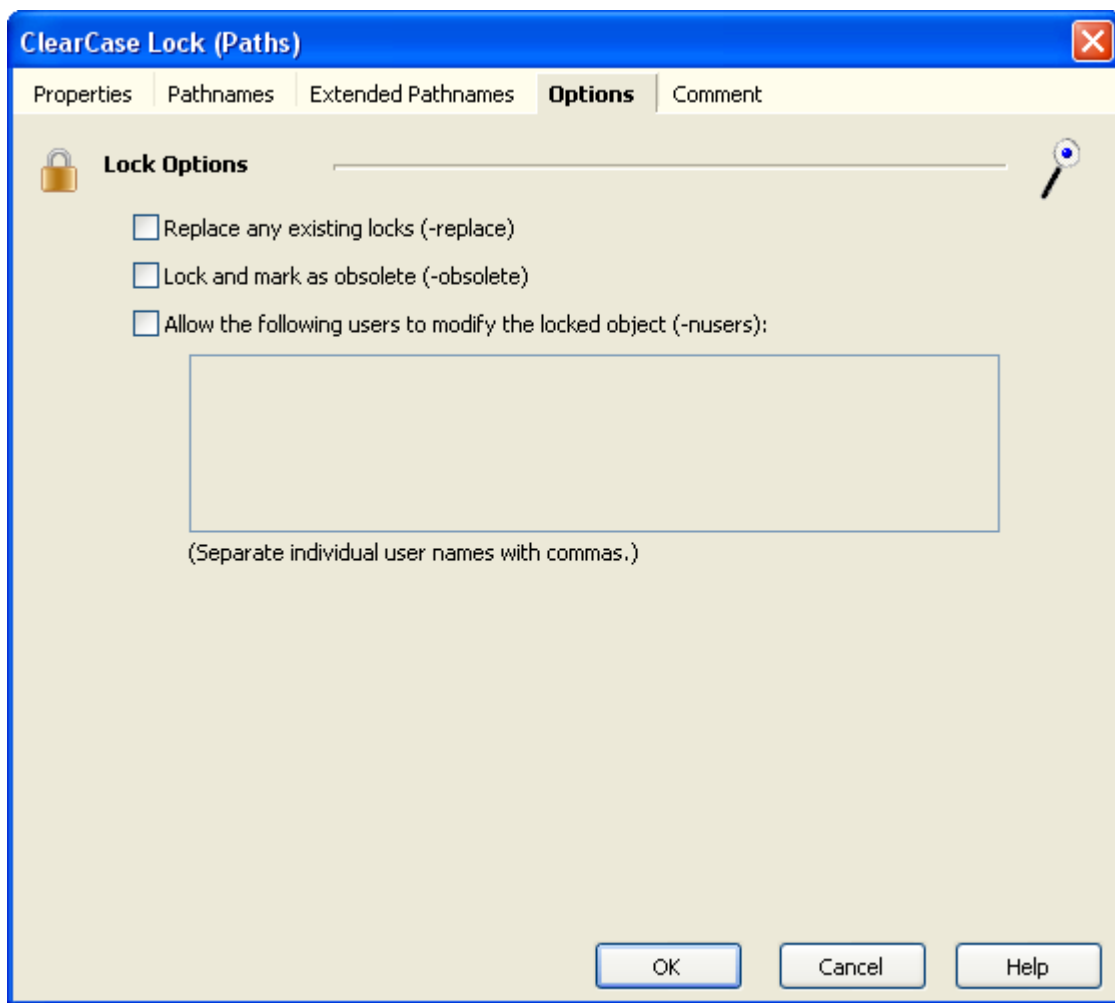 ClearCase Lock (Paths)
Properties Pathnames Extended Pathnames Options Comment
Lock Options
Replace any existing locks (-replace)
Lock and mark as obsolete (-obsolete)
Allow the following users to modify the locked object (-nusers):
(Separate individual user names with commas.)
OK Cancel Help